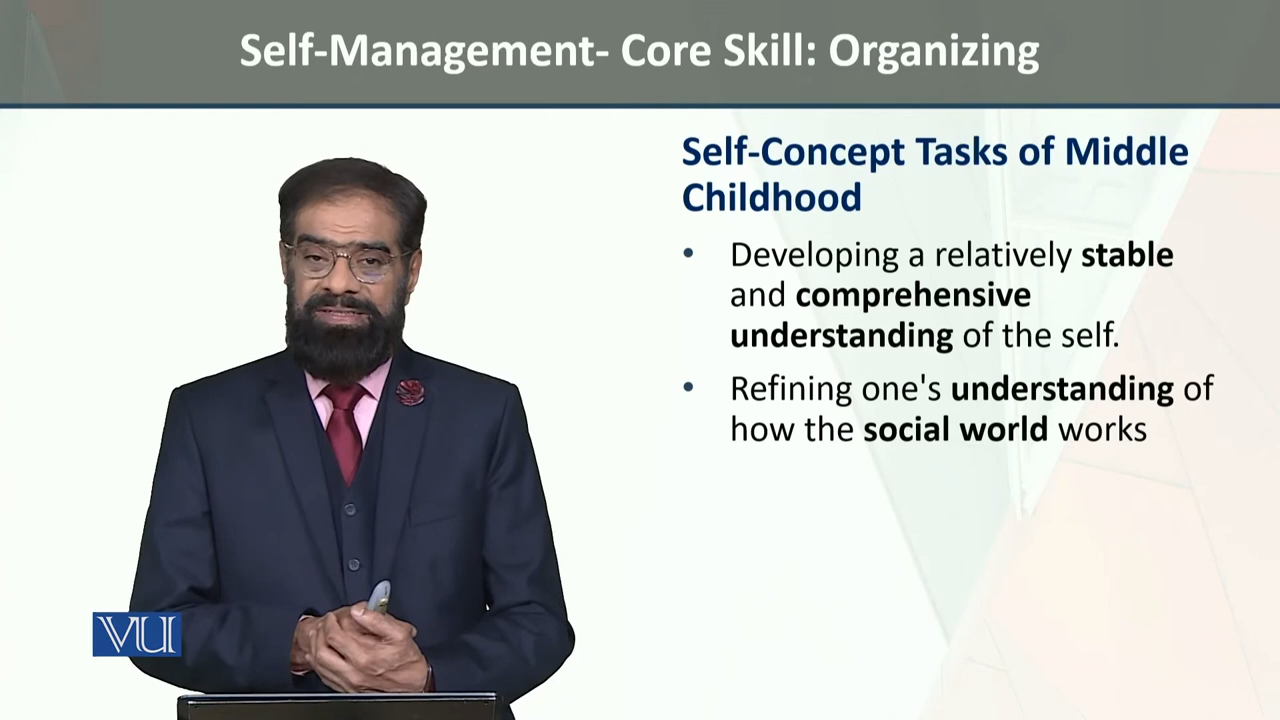 Self-Management- Core Skill: Organizing
Self-Concept Tasks of Middle
Childhood
• Developing a relatively stable
and comprehensive
understanding of the self.
• Refining one's understanding of
how the social world works
VU